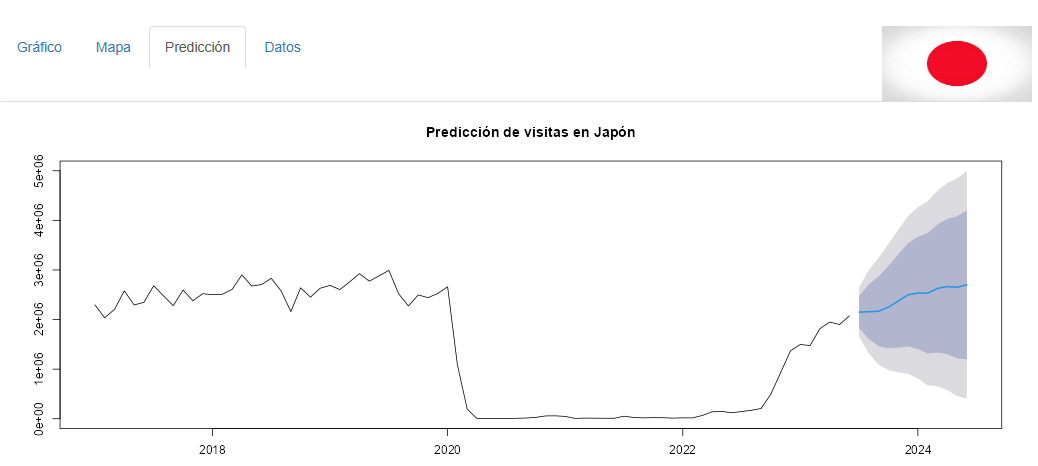 Gráfico Mapa Predicción Datos
Predicción de visitas en Japón
5e+06
4e+06
3e+06
2e+06
1e+06
0e+00
2018 2020 2022 2024